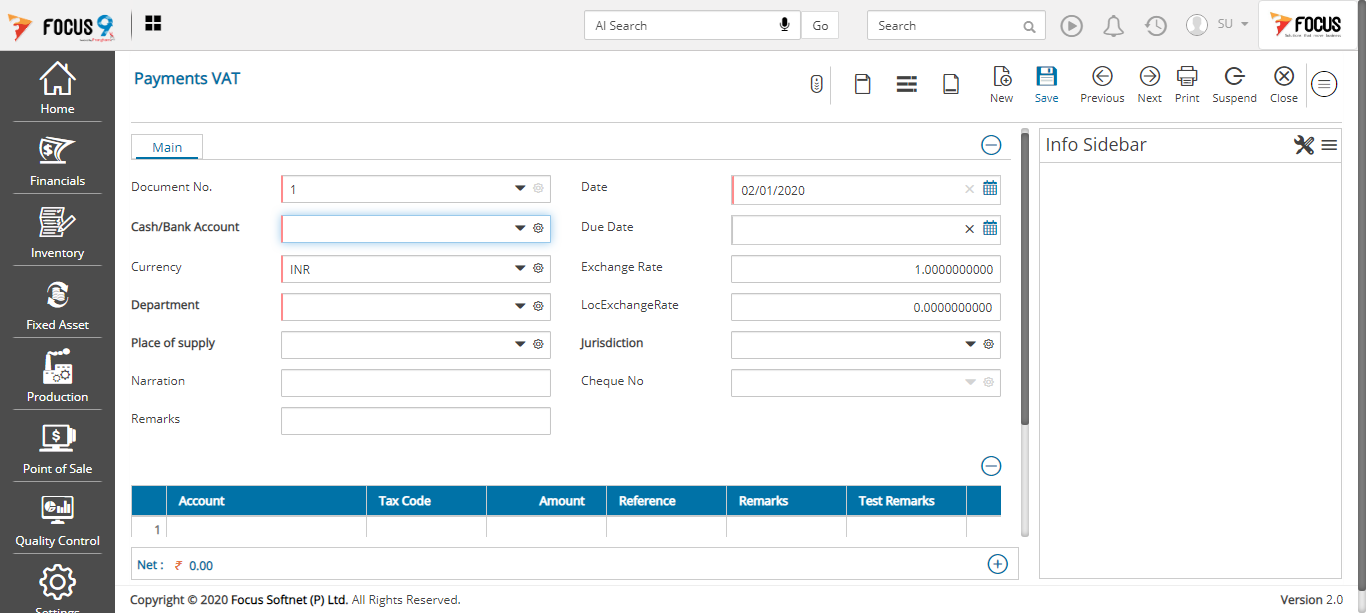 FOCUS 9
AI Search
Go
Search
SU
FOCUS
Home
Financials
Inventory
Fixed Asset
Production
Point of Sale
Quality Control
Settings
Payments VAT
New
Save
Previous
Next
Print
Suspend
Close
Main
Document No.
1
Date
02/01/2020
Cash/Bank Account
Due Date
Currency
INR
Exchange Rate
1.0000000000
Department
LocExchangeRate
0.0000000000
Place of supply
Jurisdiction
Narration
Cheque No
Remarks
Account Tax Code Amount Reference Remarks Test Remarks
1
Net : ₹ 0.00
Info Sidebar
Copyright © 2020 Focus Softnet (P) Ltd. All Rights Reserved.
Version 2.0